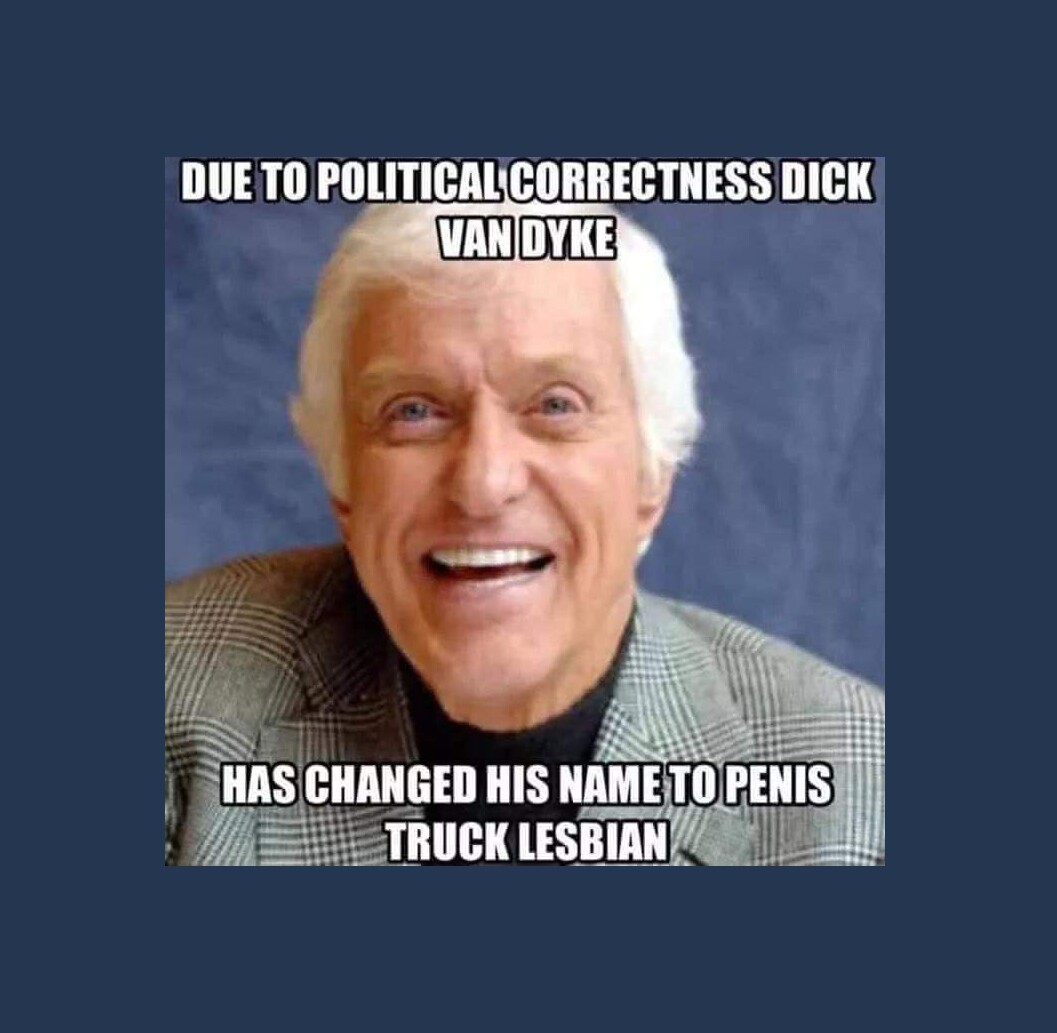 DUE TO POLITICAL CORRECTNESS DICK
VAN DYKE
HAS CHANGED HIS NAME TO PENIS
TRUCK LESBIAN